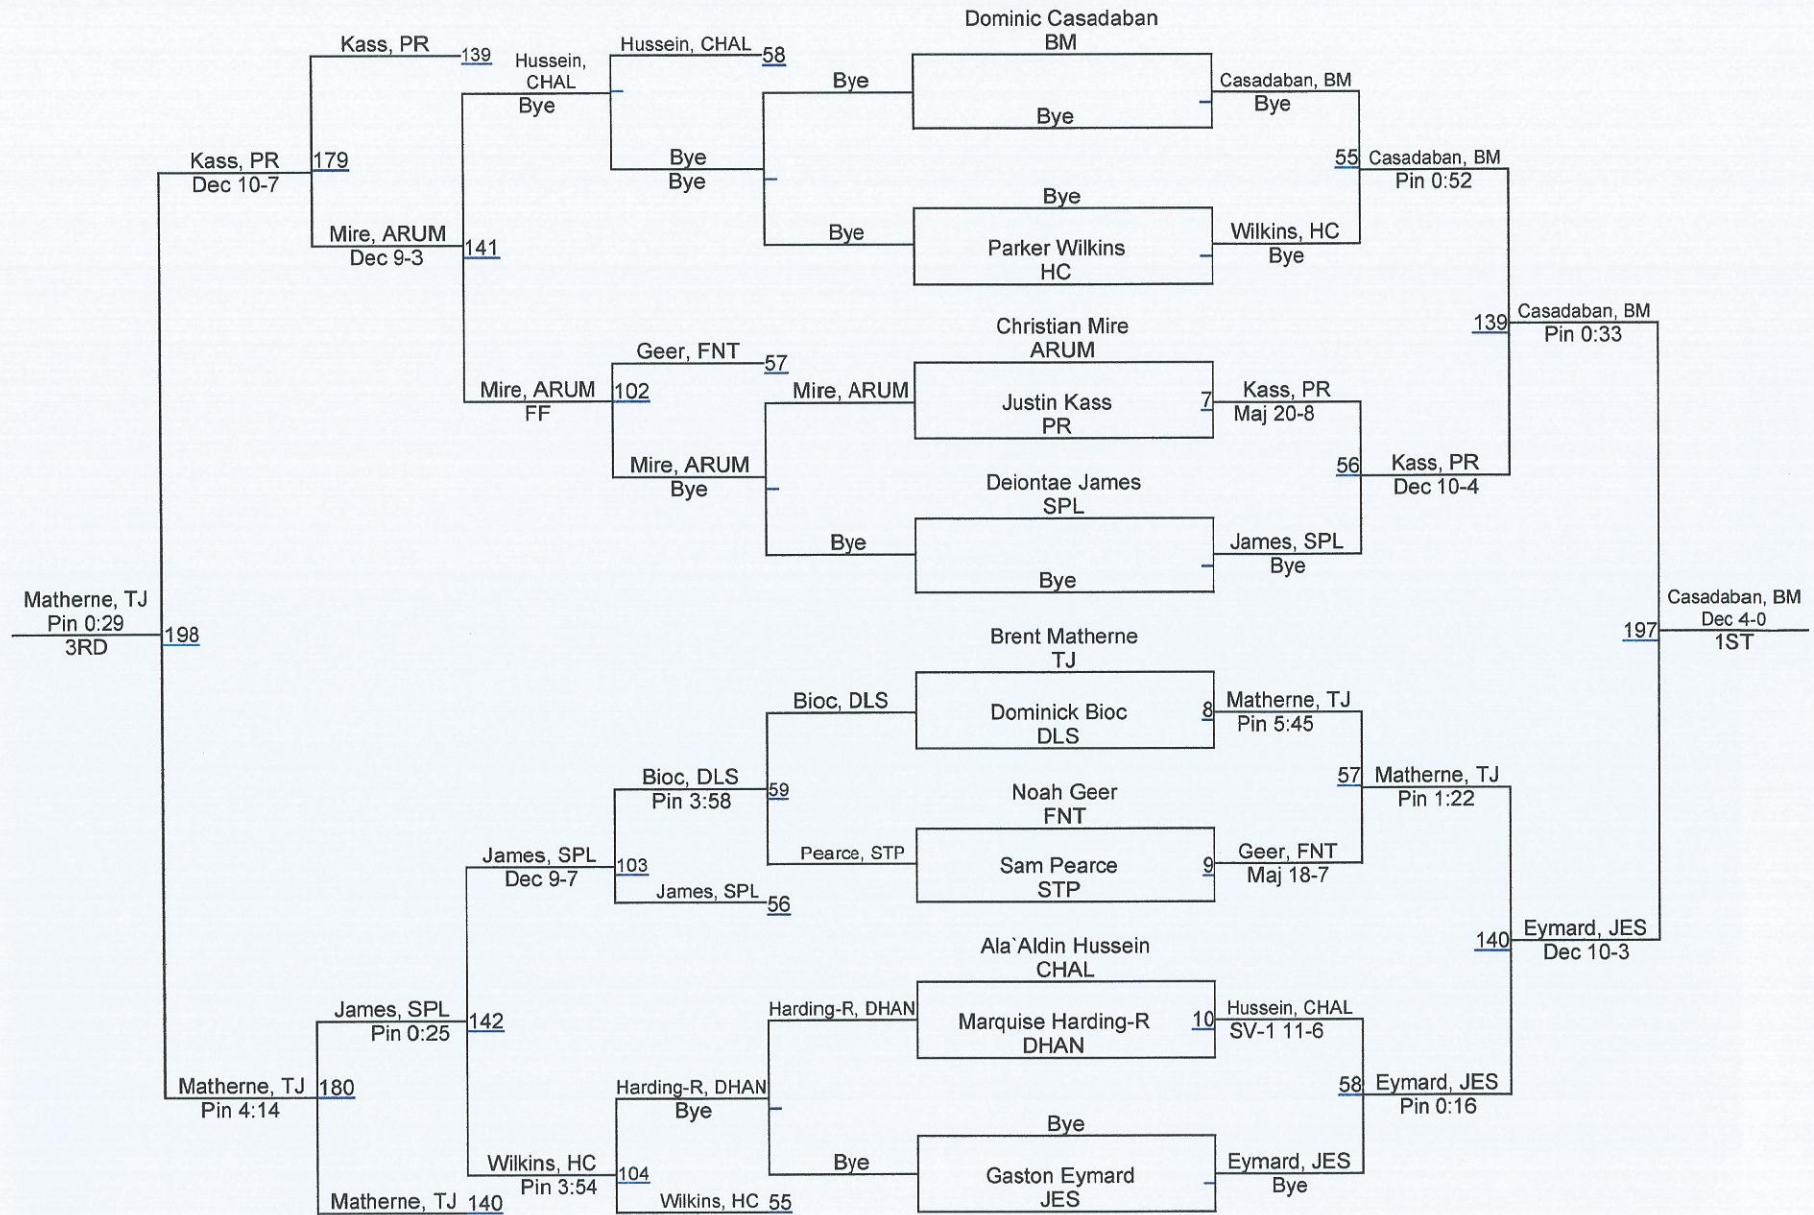 Dominic Casadaban
BM
Bye
Bye
Parker Wilkins
HC
Christian Mire
ARUM
Justin Kass
PR
7
Deiontae James
SPL
Bye
Brent Matherne
TJ
Dominick Bioc
DLS
8
Noah Geer
FNT
Sam Pearce
STP
9
Ala`Aldin Hussein
CHAL
Marquise Harding-R
DHAN
10
Bye
Gaston Eymard
JES
Casadaban, BM
Bye
Wilkins, HC
Bye
Kass, PR
Maj 20-8
James, SPL
Bye
Matherne, TJ
Pin 5:45
Geer, FNT
Maj 18-7
Hussein, CHAL
SV-1 11-6
Eymard, JES
Bye
55
Casadaban, BM
Pin 0:52
56
Kass, PR
Dec 10-4
57
Matherne, TJ
Pin 1:22
58
Eymard, JES
Pin 0:16
139
Casadaban, BM
Pin 0:33
140
Eymard, JES
Dec 10-3
197
Casadaban, BM
Dec 4-0
1ST
Bye
Bye
Mire, ARUM
Bye
Bioc, DLS
Pearce, STP
Harding-R, DHAN
Bye
Hussein, CHAL
58
Bye
Bye
Geer, FNT
57
Mire, ARUM
Bye
Bioc, DLS
Pin 3:58
59
James, SPL
56
Harding-R, DHAN
Bye
Wilkins, HC
55
Hussein,
CHAL
Bye
Mire, ARUM
FF
102
James, SPL
Dec 9-7
103
Wilkins, HC
Pin 3:54
104
Kass, PR
139
Mire, ARUM
Dec 9-3
141
James, SPL
Pin 0:25
142
Matherne, TJ
140
Kass, PR
Dec 10-7
179
Matherne, TJ
Pin 4:14
180
Matherne, TJ
Pin 0:29
3RD
198